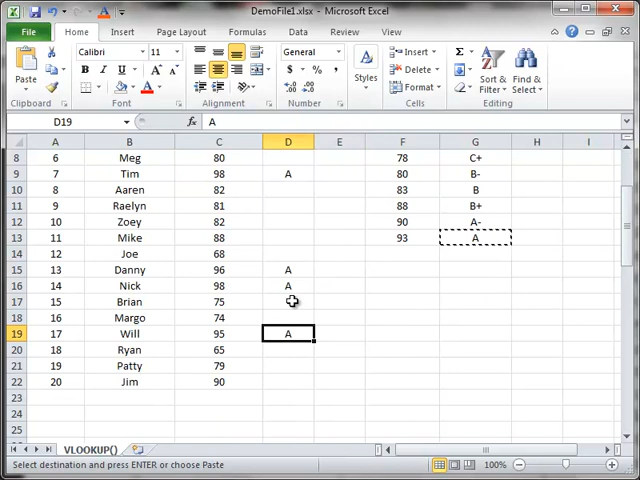 DemoFile1.xlsx - Microsoft Excel
File Home Insert Page Layout Formulas Data Review View
Calibri 11 General Insert Σ
Paste B I U A A $ % , Styles Delete Sort & Filter Find & Select
Format
Clipboard Font Alignment Number Cells Editing
D19 fx A
A B C D E F G H I
8 6 Meg 80 78 C+
9 7 Tim 98 A 80 B-
10 8 Aaren 82 83 B
11 9 Raelyn 81 88 B+
12 10 Zoey 82 90 A-
13 11 Mike 88 93 A
14 12 Joe 68
15 13 Danny 96 A
16 14 Nick 98 A
17 15 Brian 75
18 16 Margo 74
19 17 Will 95 A
20 18 Ryan 65
21 19 Patty 79
22 20 Jim 90
23
24
25
VLOOKUP()
Select destination and press ENTER or choose Paste 100%